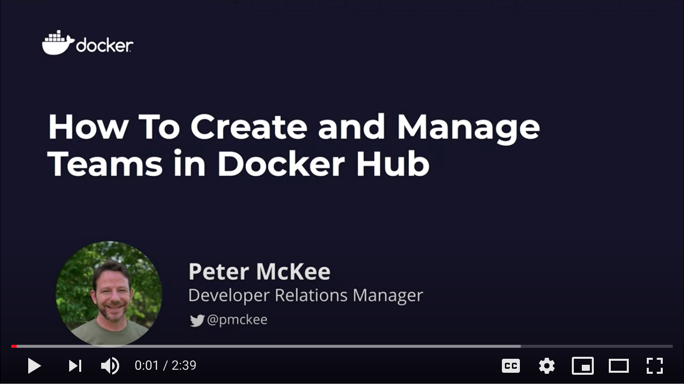 docker
How To Create and Manage
Teams in Docker Hub
Peter McKee
Developer Relations Manager
@pmckee
0:01 / 2:39
CC